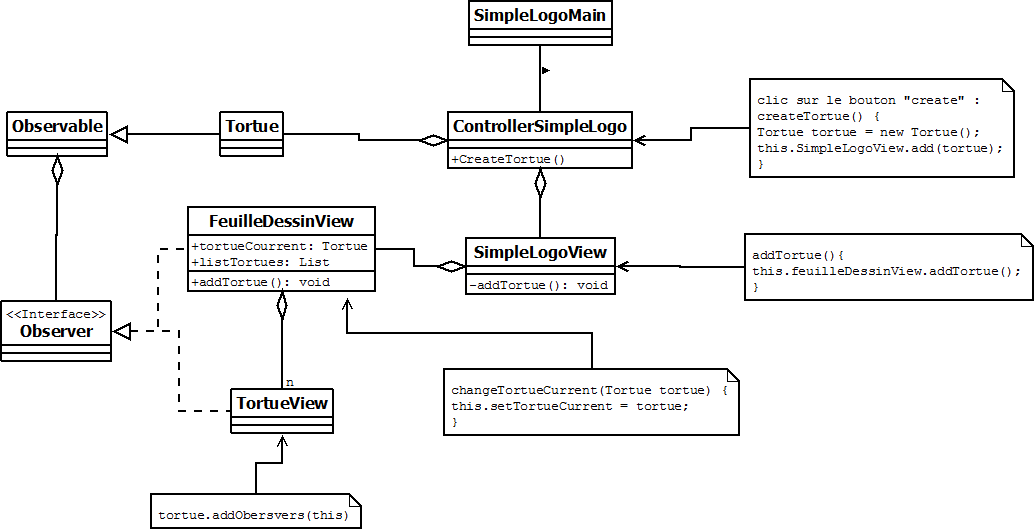 SimpleLogoMain
clic sur le bouton "create" :
createTortue() {
Tortue tortue = new Tortue();
this.SimpleLogoView.add(tortue);
}
Observable
Tortue
ControllerSimpleLogo
+CreateTortue()
FeuilleDessinView
+tortueCourrent: Tortue
+listTortues: List
+addTortue(): void
SimpleLogoView
-addTortue(): void
addTortue(){
this.feuilleDessinView.addTortue();
}
<<Interface>>
Observer
n
TortueView
changeTortueCurrent(Tortue tortue) {
this.setTortueCurrent = tortue;
}
tortue.addObersvers(this)